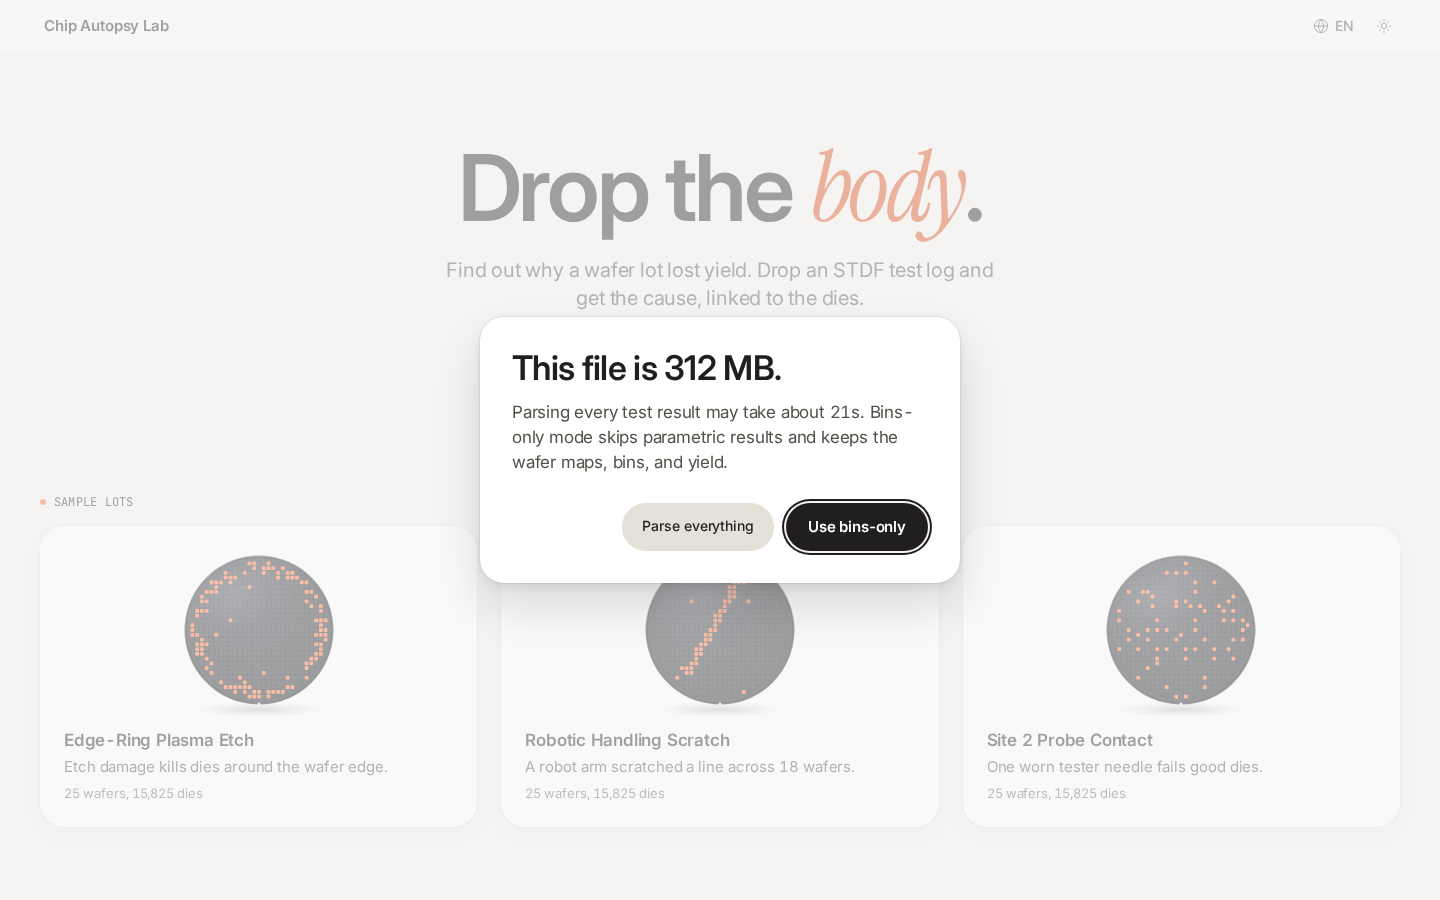 Chip Autopsy Lab
EN
Drop the body.
Find out why a wafer lot lost yield. Drop an STDF test log and
get the cause, linked to the dies.
This file is 312 MB.
Parsing every test result may take about 21s. Bins-
only mode skips parametric results and keeps the
wafer maps, bins, and yield.
Parse everything
Use bins-only
SAMPLE LOTS
Edge-Ring Plasma Etch
Etch damage kills dies around the wafer edge.
25 wafers, 15,825 dies
Robotic Handling Scratch
A robot arm scratched a line across 18 wafers.
25 wafers, 15,825 dies
Site 2 Probe Contact
One worn tester needle fails good dies.
25 wafers, 15,825 dies